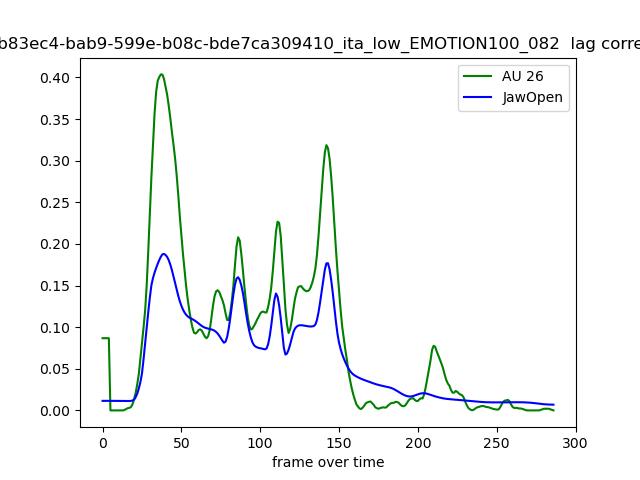 b83ec4-bab9-599e-b08c-bde7ca309410_ita_low_EMOTION100_082 lag corre
AU 26
JawOpen
0.40
0.35
0.30
0.25
0.20
0.15
0.10
0.05
0.00
0 50 100 150 200 250 300
frame over time